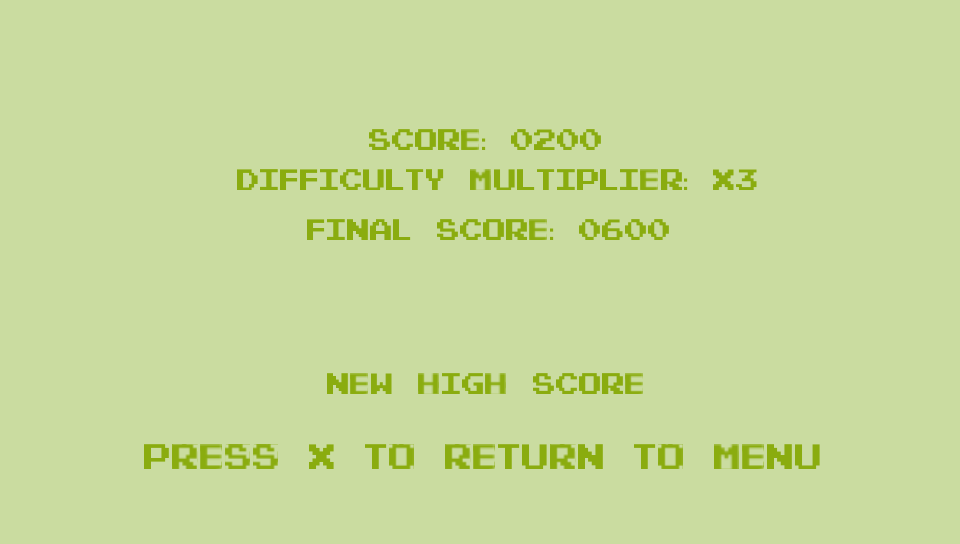 SCORE: 0200
DIFFICULTY MULTIPLIER: X3
FINAL SCORE: 0600
NEW HIGH SCORE
PRESS X TO RETURN TO MENU